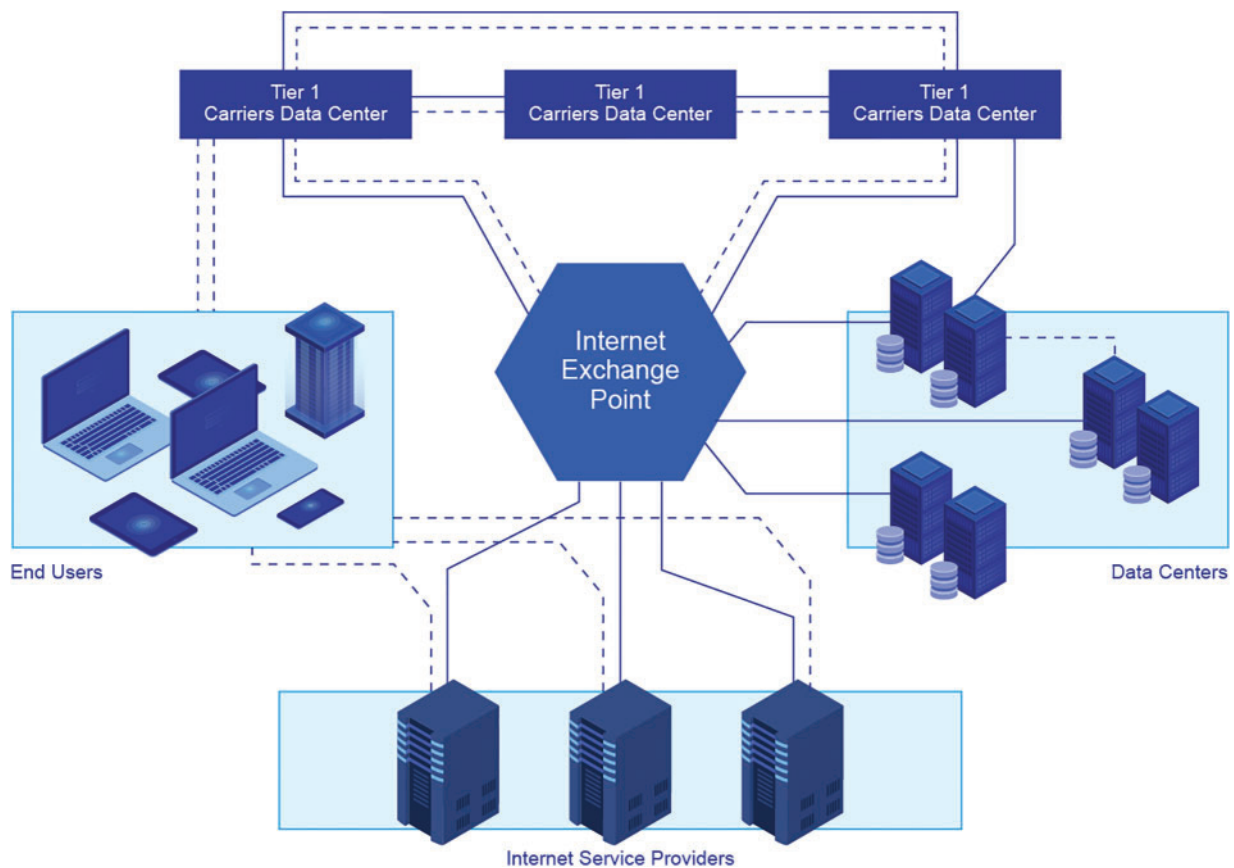 Tier 1
Carriers Data Center
Tier 1
Carriers Data Center
Tier 1
Carriers Data Center
Internet
Exchange
Point
End Users
Data Centers
Internet Service Providers